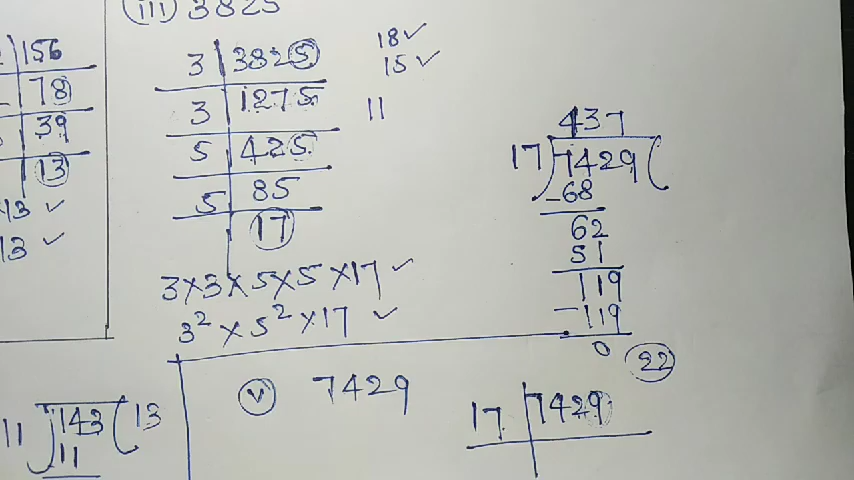 (iii) 3825
156
78
39
13
13 ✓
13 ✓
3 | 3825
3 | 1275
5 | 425
5 | 85
17
3×3×5×5×17 ✓
3² × 5² × 17 ✓
18 ✓
15 ✓
11
437
17 ) 7429 (
-68
62
51
119
-119
0
22
11 ) 143 ( 13
11
(v) 7429
17 | 7429